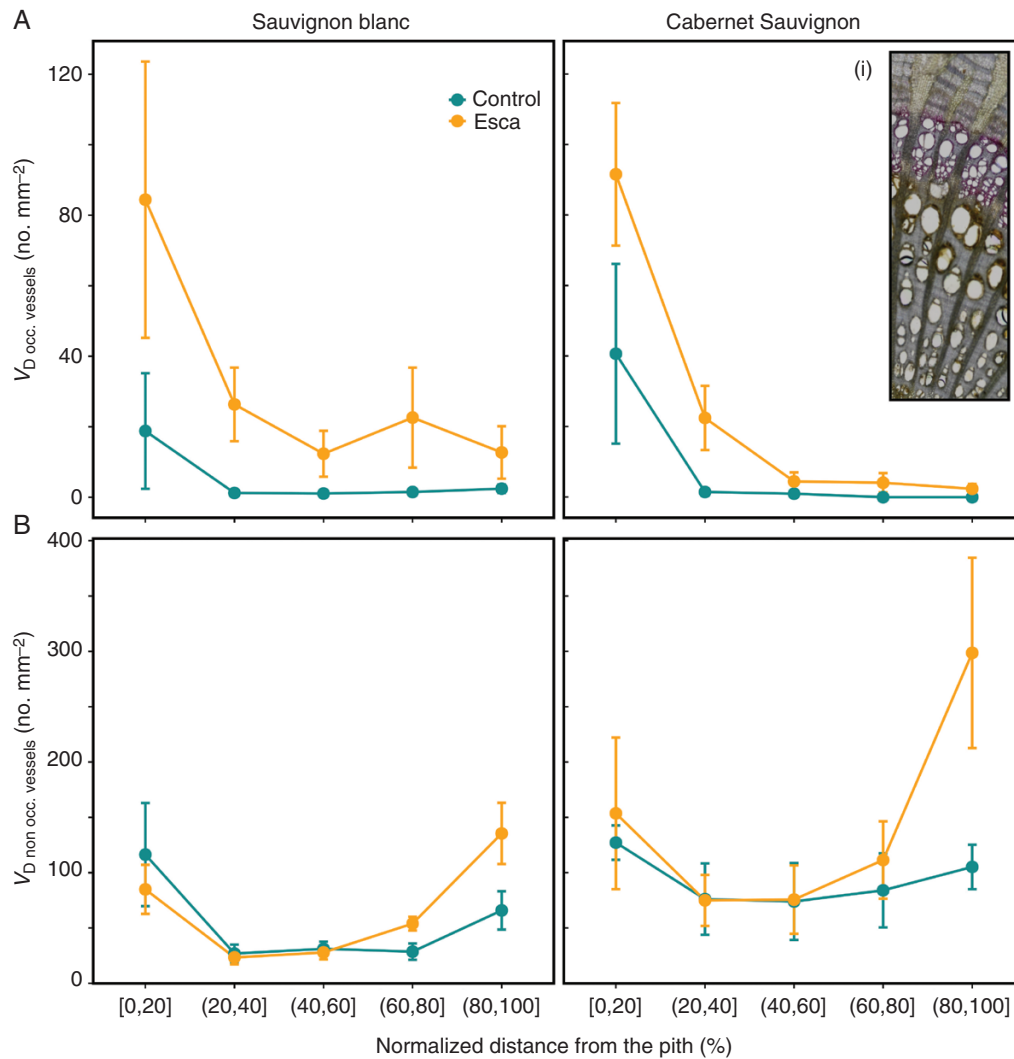 A
Sauvignon blanc
Cabernet Sauvignon
(i)
Control
Esca
120
80
40
0
V_D occ. vessels (no. mm⁻²)
B
400
300
200
100
0
V_D non occ. vessels (no. mm⁻²)
[0,20] (20,40] (40,60] (60,80] (80,100] [0,20] (20,40] (40,60] (60,80] (80,100]
Normalized distance from the pith (%)